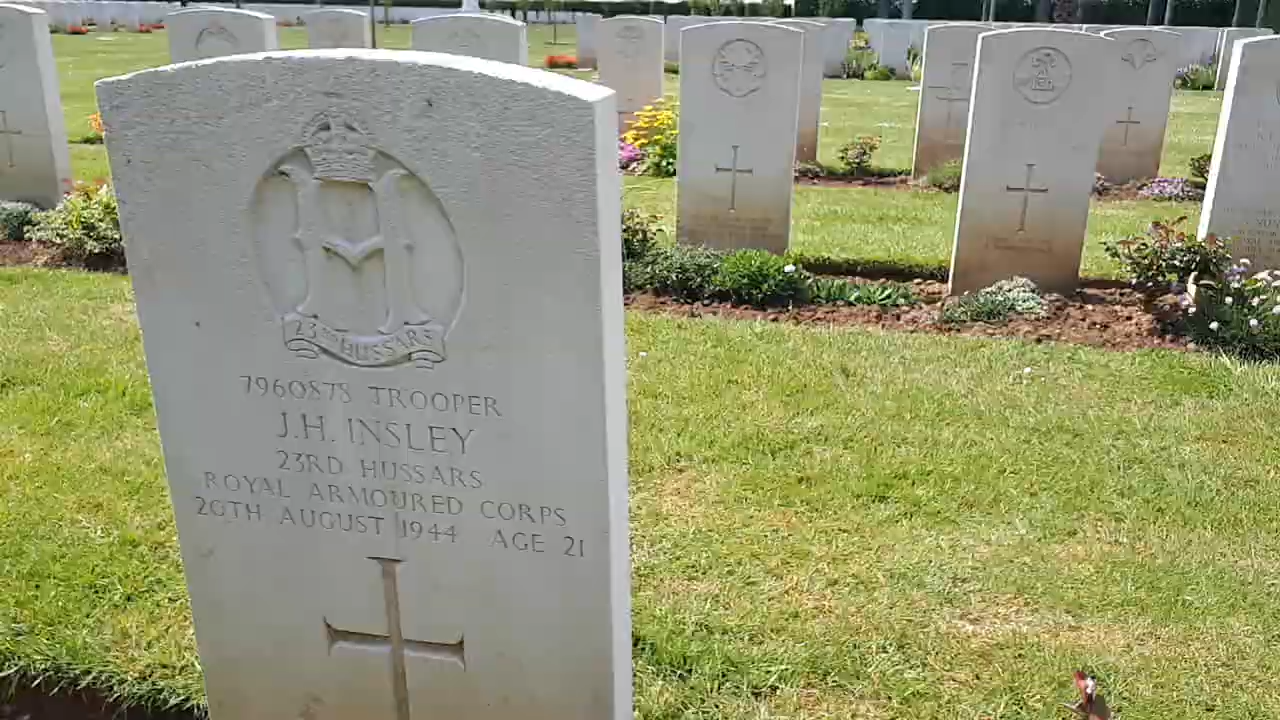 23RD HUSSARS
7960878 TROOPER
J.H. INSLEY
23RD HUSSARS
ROYAL ARMOURED CORPS
20TH AUGUST 1944 AGE 21